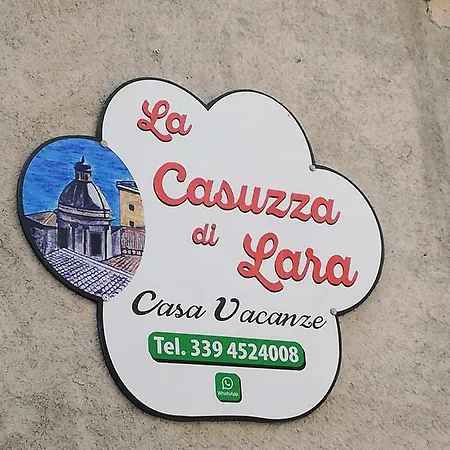 La
Casuzza
di
Lara
Casa Vacanze
Tel. 339 4524008
WhatsApp